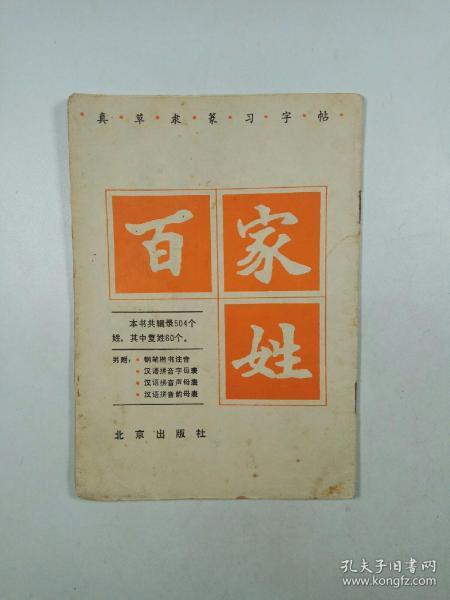 ·真·草·隶·篆·习·字·帖·
百家
姓
本书共辑录504个
姓，其中复姓60个。
另附：•钢笔楷书注音
•汉语拼音字母表
•汉语拼音声母表
•汉语拼音韵母表
北京出版社
孔夫子旧书网
www.kongfz.com